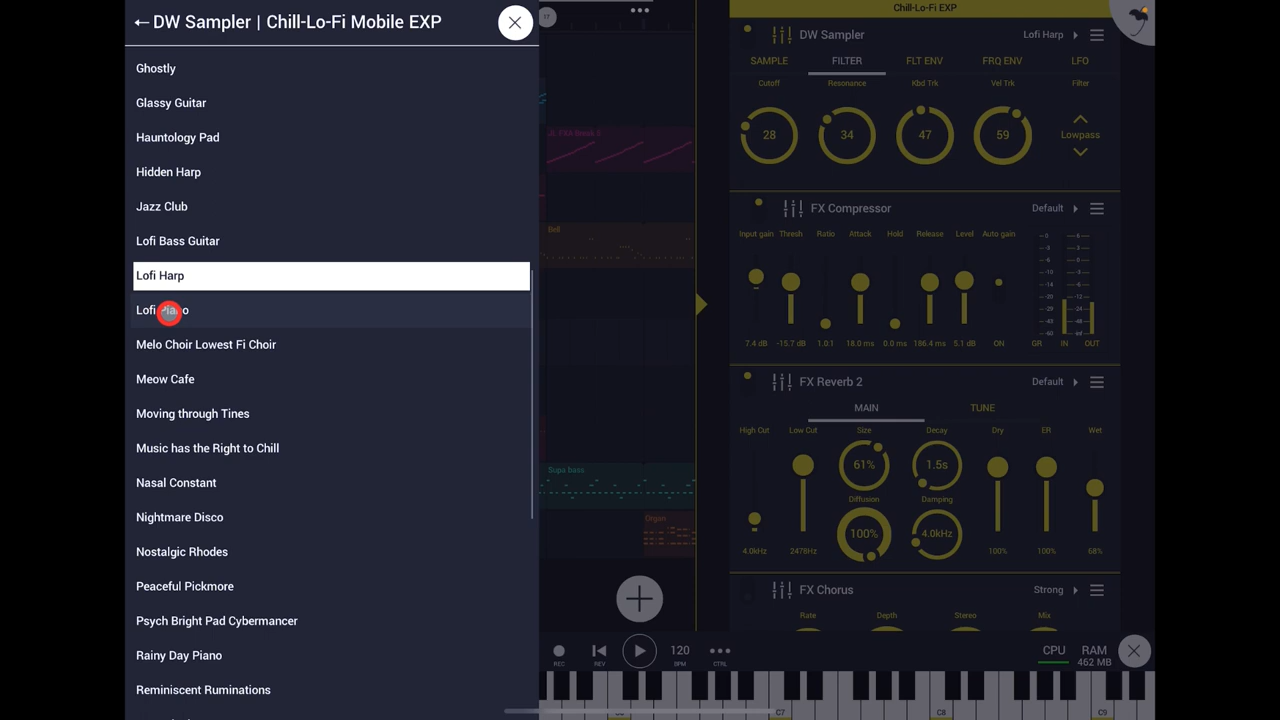 DW Sampler | Chill-Lo-Fi Mobile EXP
Ghostly
Glassy Guitar
Hauntology Pad
Hidden Harp
Jazz Club
Lofi Bass Guitar
Lofi Harp
Lofi Piano
Melo Choir Lowest Fi Choir
Meow Cafe
Moving through Tines
Music has the Right to Chill
Nasal Constant
Nightmare Disco
Nostalgic Rhodes
Peaceful Pickmore
Psych Bright Pad Cybermancer
Rainy Day Piano
Reminiscent Ruminations
17
Bell
Supa bass
Organ
Chill-Lo-Fi EXP
DW Sampler Lofi Harp
SAMPLE FILTER FLT ENV FRQ ENV LFO
Cutoff Resonance Kbd Trk Vel Trk Filter
28 34 47 59 Lowpass
FX Compressor Default
Input gain Thresh Ratio Attack Hold Release Level Auto gain
7.4 dB -15.7 dB 1.0:1 18.0 ms 0.0 ms 186.4 ms 5.1 dB ON
GR IN OUT
FX Reverb 2 Default
MAIN TUNE
High Cut Low Cut Size Decay Dry ER Wet
61% 1.5s
Diffusion Damping
100% 4.0kHz
4.0kHz 2478Hz 100% 100% 68%
FX Chorus Strong
Rate Depth Stereo Mix
120 CPU RAM
REC REV BPM CTRL 462 MB
C7 C8 C9